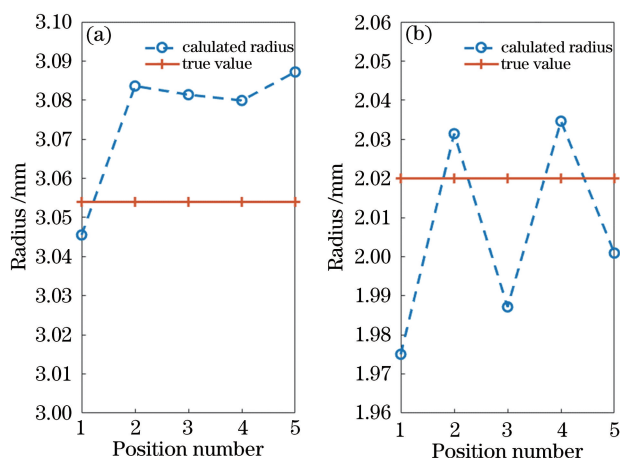 (a)
calulated radius
true value
3.10
3.09
3.08
3.07
3.06
3.05
3.04
3.03
3.02
3.01
3.00
Radius /mm
1 2 3 4 5
Position number
(b)
calulated radius
true value
2.06
2.05
2.04
2.03
2.02
2.01
2.00
1.99
1.98
1.97
1.96
Radius /mm
1 2 3 4 5
Position number